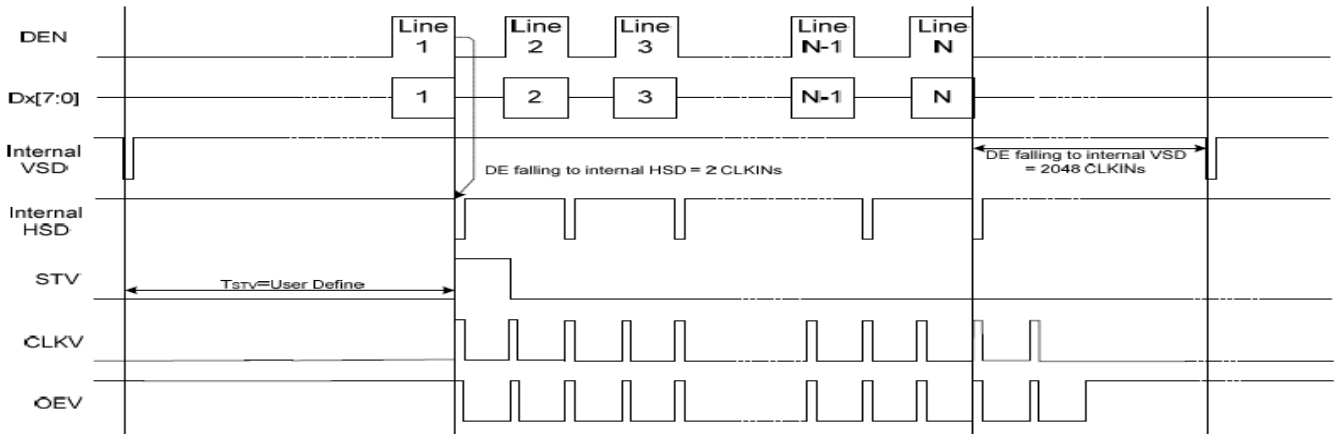 DEN
Line 1
Line 2
Line 3
Line N-1
Line N
Dx[7:0]
1
2
3
N-1
N
Internal VSD
DE falling to internal HSD = 2 CLKINs
DE falling to internal VSD
= 2048 CLKINs
Internal HSD
STV
TSTV=User Define
CLKV
OEV